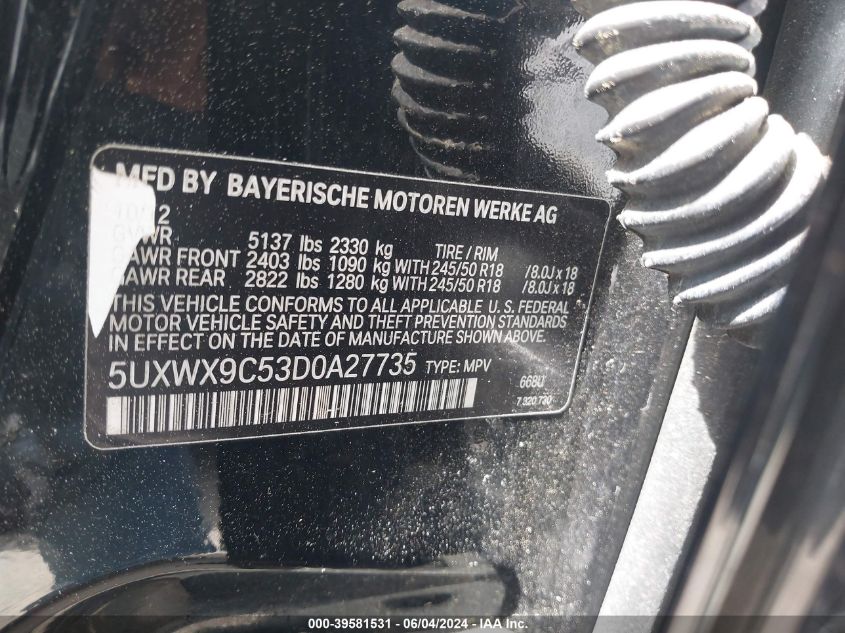 MFD BY BAYERISCHE MOTOREN WERKE AG
10/12
GVWR 5137 lbs 2330 kg TIRE / RIM
GAWR FRONT 2403 lbs 1090 kg WITH 245/50 R18 /8.0J x 18
GAWR REAR 2822 lbs 1280 kg WITH 245/50 R18 /8.0J x 18
THIS VEHICLE CONFORMS TO ALL APPLICABLE U.S. FEDERAL
MOTOR VEHICLE SAFETY AND THEFT PREVENTION STANDARDS
IN EFFECT ON THE DATE OF MANUFACTURE SHOWN ABOVE.
5UXWX9C53D0A27735 TYPE: MPV
668U
7 320 730
000-39581531 - 06/04/2024 - IAAI Inc.